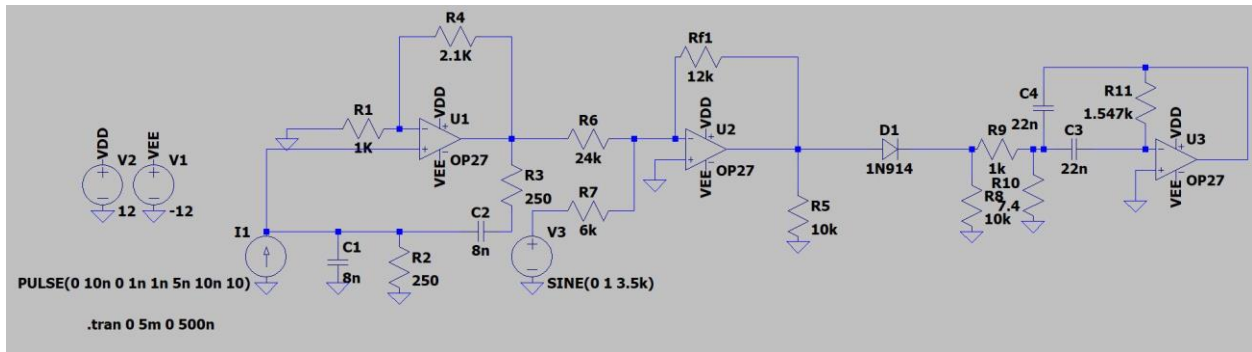 R4
2.1K
R1
1K
VDD
U1
VEE
OP27
R3
250
C2
8n
C1
8n
R2
250
I1
PULSE(0 10n 0 1n 1n 5n 10n 10)
.tran 0 5m 0 500n
VDD
V2
12
VEE
V1
-12
R6
24k
R7
6k
V3
SINE(0 1 3.5k)
Rf1
12k
VDD
U2
VEE
OP27
R5
10k
D1
1N914
R9
1k
R8
10k
R10
7.4
C4
22n
C3
22n
R11
1.547k
VDD
U3
VEE
OP27